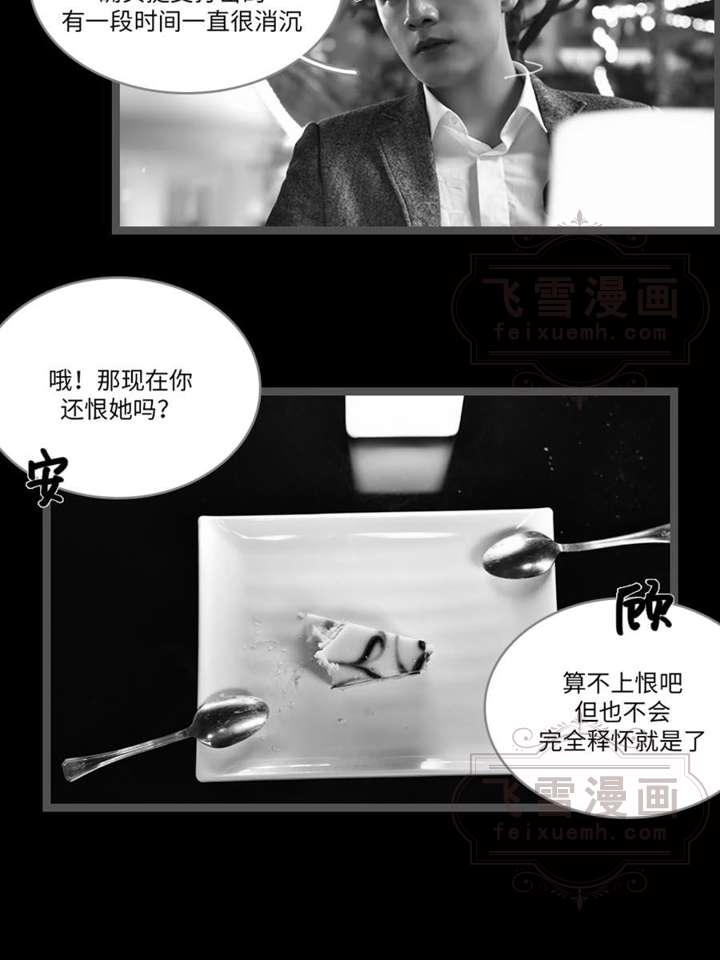 有一段时间一直很消沉
飞雪漫画
feixuemh.com
哦！那现在你
还恨她吗？
安
顾
算不上恨吧
但也不会
完全释怀就是了
飞雪漫画
feixuemh.com